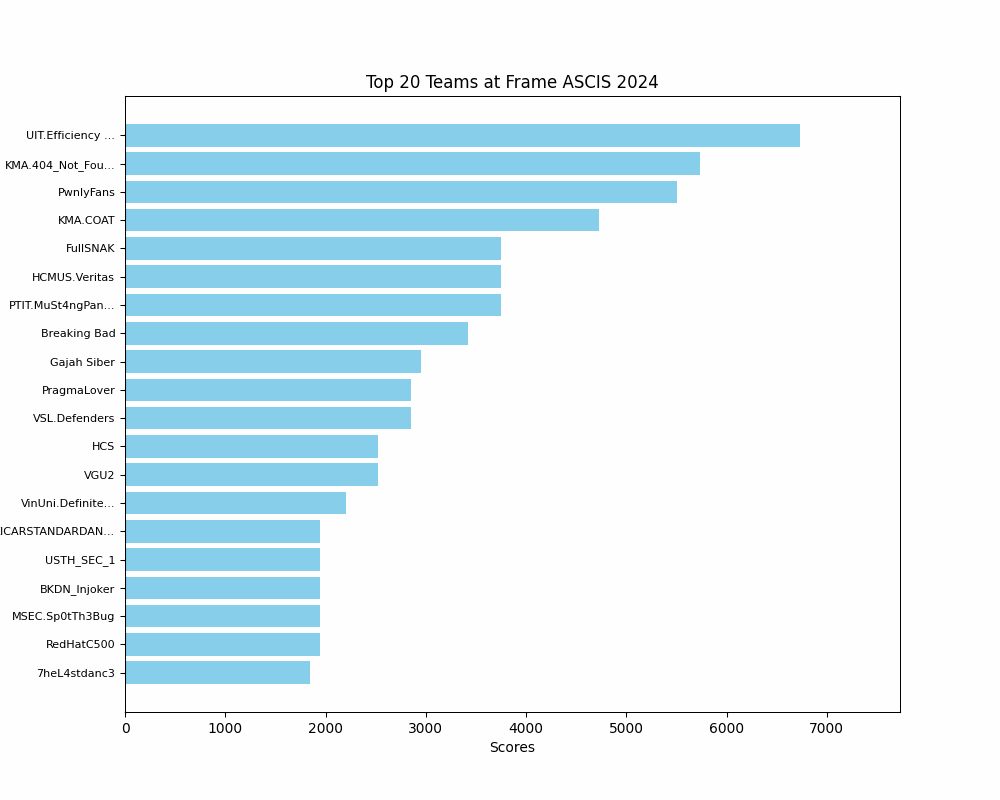 Top 20 Teams at Frame ASCIS 2024
UIT.Efficiency ...
KMA.404_Not_Fou...
PwnlyFans
KMA.COAT
FullSNAK
HCMUS.Veritas
PTIT.MuSt4ngPan...
Breaking Bad
Gajah Siber
PragmaLover
VSL.Defenders
HCS
VGU2
VinUni.Definite...
ICARSTANDARDAN...
USTH_SEC_1
BKDN_Injoker
MSEC.Sp0tTh3Bug
RedHatC500
7heL4stdanc3
0 1000 2000 3000 4000 5000 6000 7000
Scores